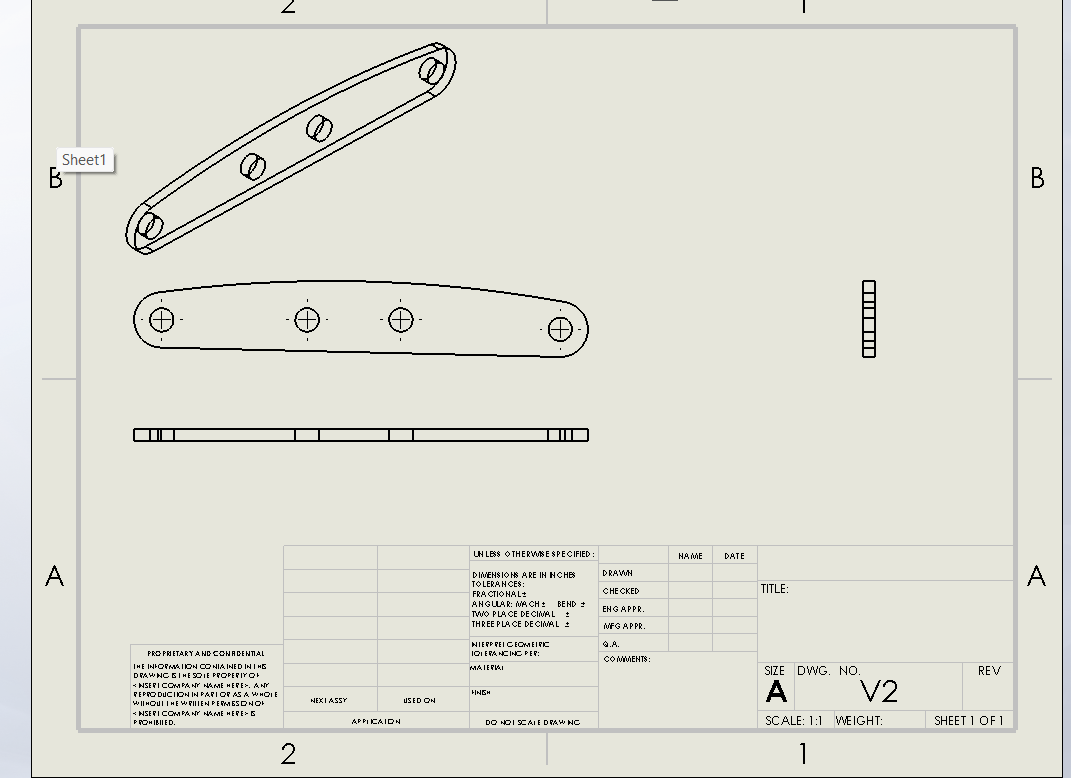 2
1
Sheet1
B
B
A
A
UNLESS OTHERWISE SPECIFIED:
NAME
DATE
DIMENSIONS ARE IN INCHES
TOLERANCES:
FRACTIONAL ±
ANGULAR: MACH ± BEND ±
TWO PLACE DECIMAL ±
THREE PLACE DECIMAL ±
DRAWN
CHECKED
ENG APPR.
MFG APPR.
Q.A.
COMMENTS:
TITLE:
INTERPRET GEOMETRIC
TOLERANCING PER:
MATERIAL
FINISH
PROPRIETARY AND CONFIDENTIAL
THE INFORMATION CONTAINED IN THIS
DRAWING IS THE SOLE PROPERTY OF
<INSERT COMPANY NAME HERE>. ANY
REPRODUCTION IN PART OR AS A WHOLE
WITHOUT THE WRITTEN PERMISSION OF
<INSERT COMPANY NAME HERE> IS
PROHIBITED.
NEXT ASSY
USED ON
APPLICATION
DO NOT SCALE DRAWING
SIZE
A
DWG. NO.
V2
REV
SCALE: 1:1
WEIGHT:
SHEET 1 OF 1
2
1